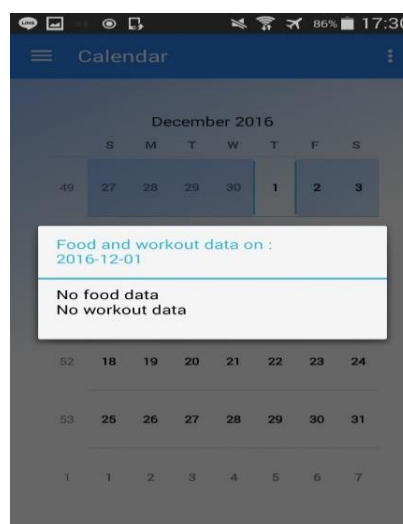 LINE 86% 17:30
Calendar
December 2016
S M T W T F S
49 27 28 29 30 1 2 3
Food and workout data on :
2016-12-01
No food data
No workout data
52 18 19 20 21 22 23 24
53 25 26 27 28 29 30 31
1 1 2 3 4 5 6 7